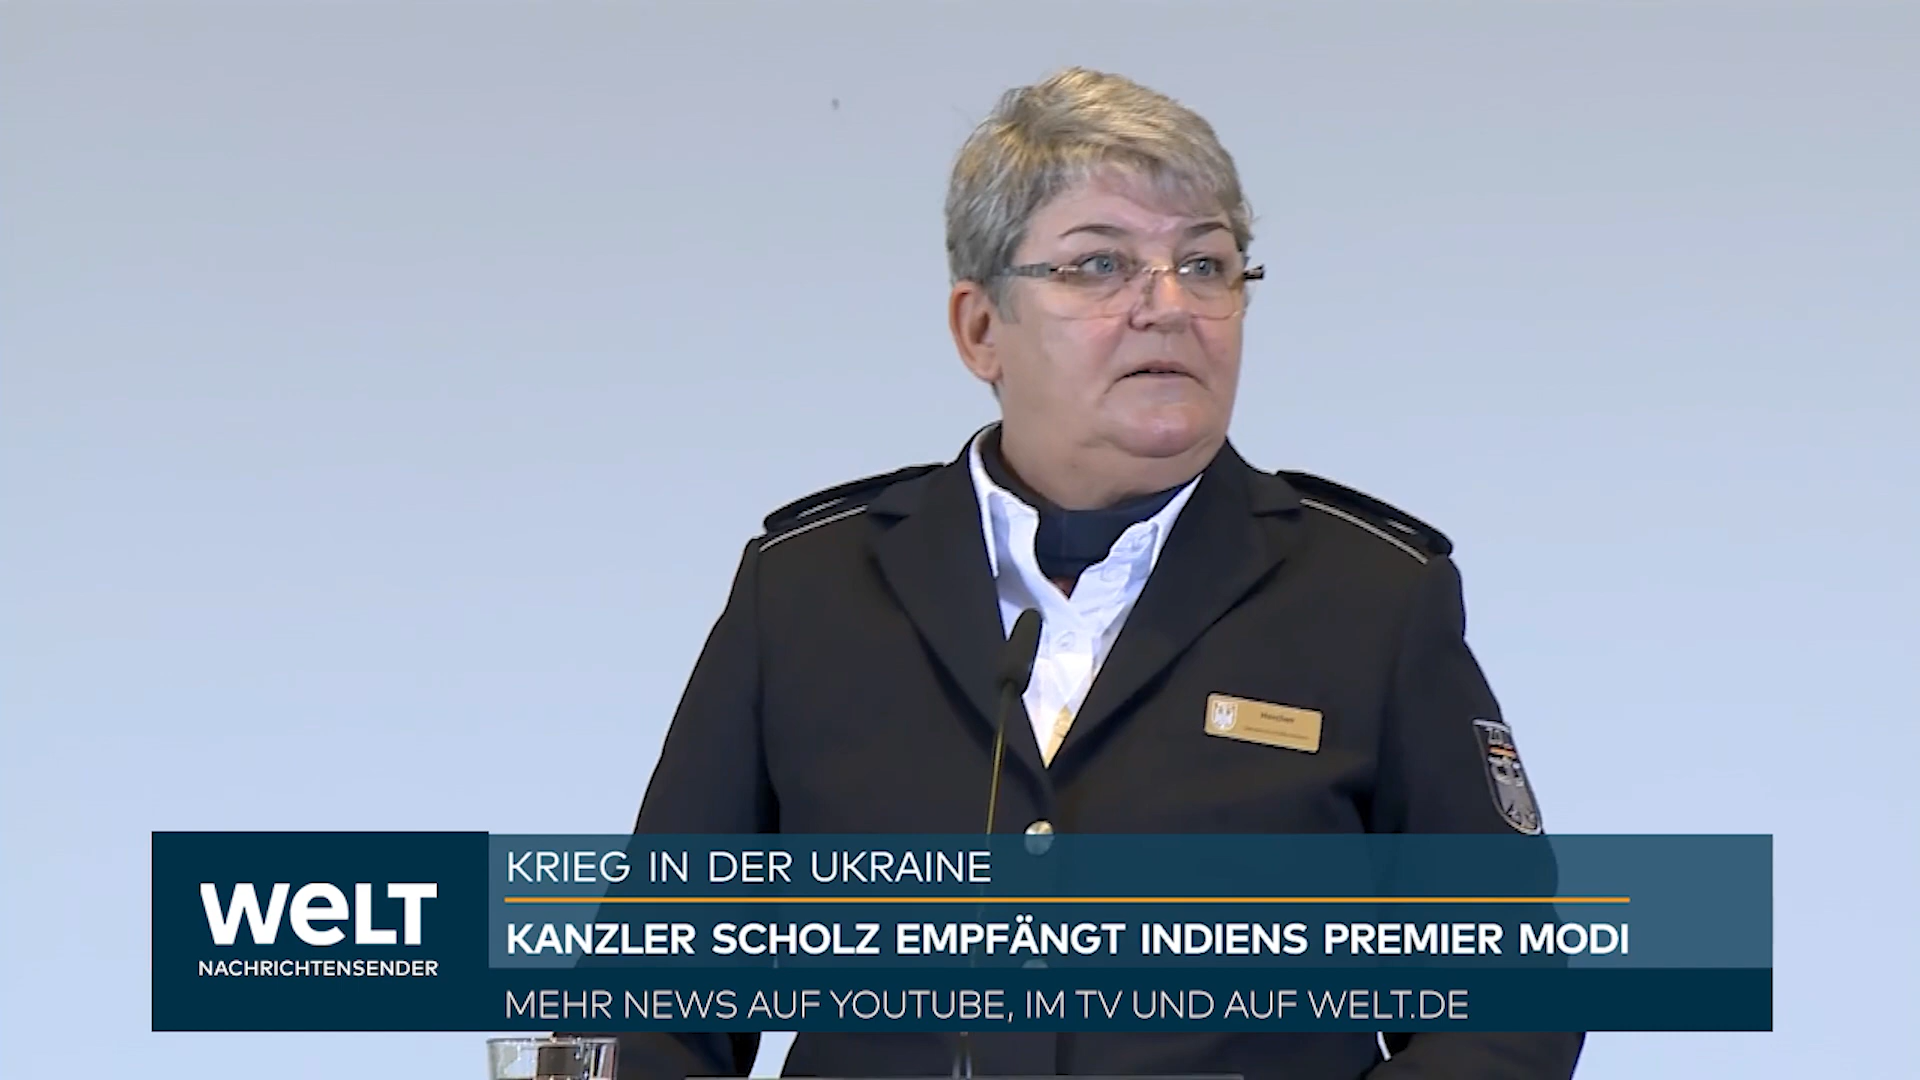 ZOLL
WELT
NACHRICHTENSENDER
KRIEG IN DER UKRAINE
KANZLER SCHOLZ EMPFÄNGT INDIENS PREMIER MODI
MEHR NEWS AUF YOUTUBE, IM TV UND AUF WELT.DE